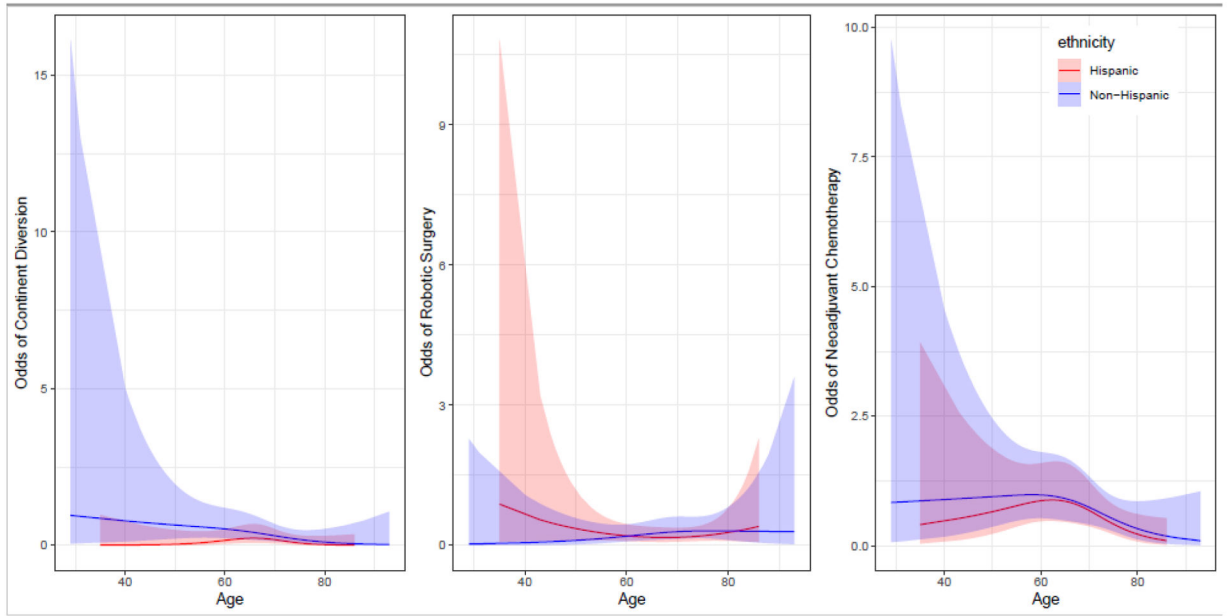 Odds of Continent Diversion
15
10
5
0
40
60
80
Age
Odds of Robotic Surgery
9
6
3
0
40
60
80
Age
Odds of Neoadjuvant Chemotherapy
10.0
7.5
5.0
2.5
0.0
40
60
80
Age
ethnicity
Hispanic
Non−Hispanic